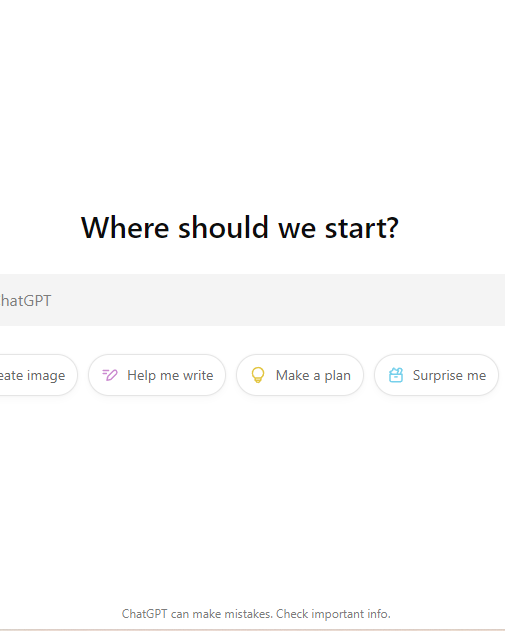 Where should we start?
hatGPT
eate image Help me write Make a plan Surprise me
ChatGPT can make mistakes. Check important info.